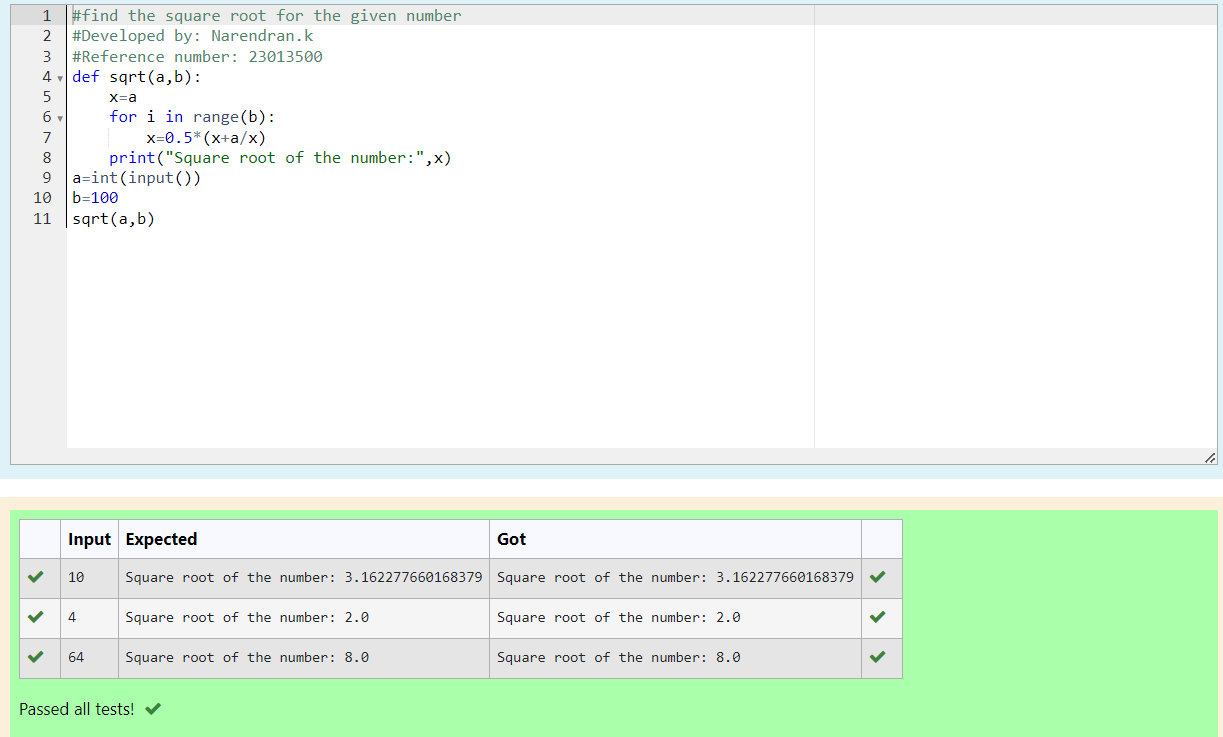 1 #find the square root for the given number
2 #Developed by: Narendran.k
3 #Reference number: 23013500
4 def sqrt(a,b):
5     x=a
6     for i in range(b):
7         x=0.5*(x+a/x)
8     print("Square root of the number:",x)
9 a=int(input())
10 b=100
11 sqrt(a,b)
Input Expected Got
10 Square root of the number: 3.162277660168379 Square root of the number: 3.162277660168379
4 Square root of the number: 2.0 Square root of the number: 2.0
64 Square root of the number: 8.0 Square root of the number: 8.0
Passed all tests!